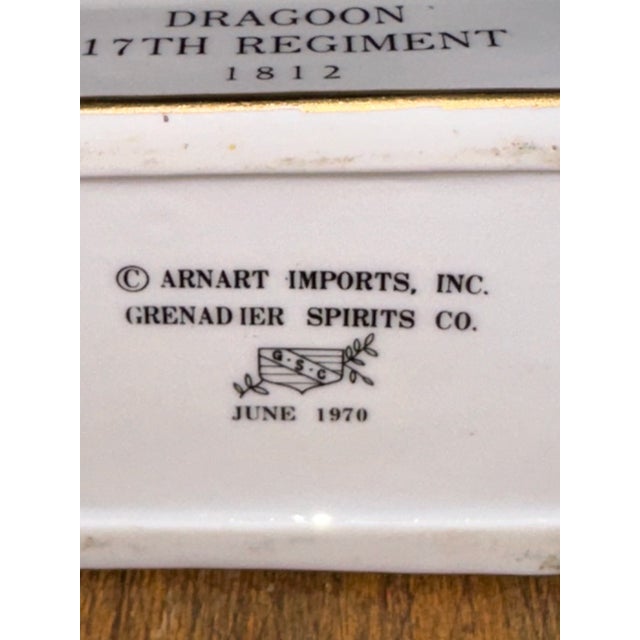 DRAGOON
17TH REGIMENT
1812
© ARNART IMPORTS, INC.
GRENADIER SPIRITS CO.
G·S·C
JUNE 1970